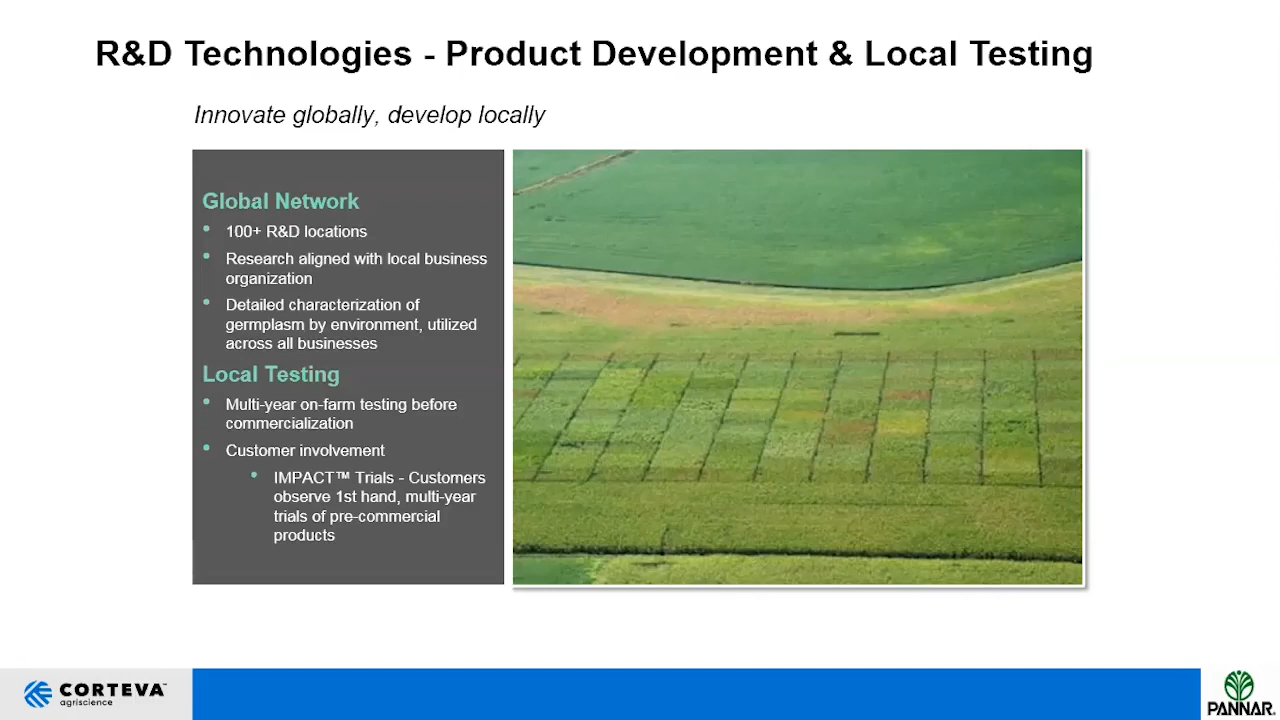 R&D Technologies - Product Development & Local Testing
Innovate globally, develop locally
Global Network
• 100+ R&D locations
• Research aligned with local business
organization
• Detailed characterization of
germplasm by environment, utilized
across all businesses
Local Testing
• Multi-year on-farm testing before
commercialization
• Customer involvement
• IMPACT™ Trials - Customers
observe 1st hand, multi-year
trials of pre-commercial
products
CORTEVA™
agriscience
PANNAR.